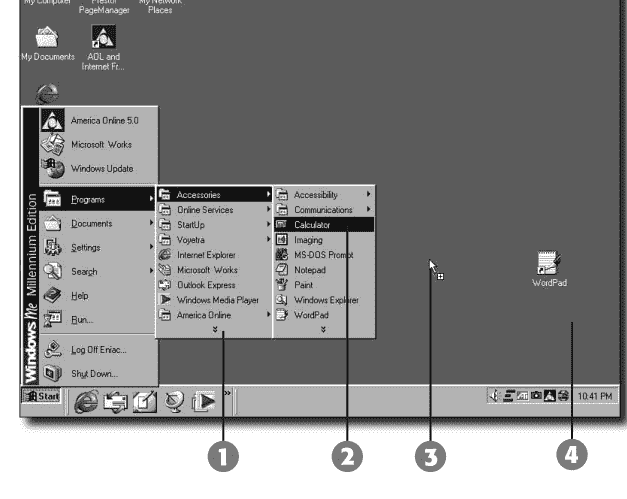 My Computer
Presto!
PageManager
My Network
Places
My Documents
AOL and
Internet Fr...
America Online 5.0
Microsoft Works
Windows Update
Programs
Documents
Settings
Search
Help
Run...
Log Off Eniac...
Shut Down...
Windows Me Millennium Edition
Accessories
Online Services
StartUp
Voyetra
Internet Explorer
Microsoft Works
Outlook Express
Windows Media Player
America Online
Accessibility
Communications
Calculator
Imaging
MS-DOS Prompt
Notepad
Paint
Windows Explorer
WordPad
WordPad
Start
10:41 PM
1
2
3
4